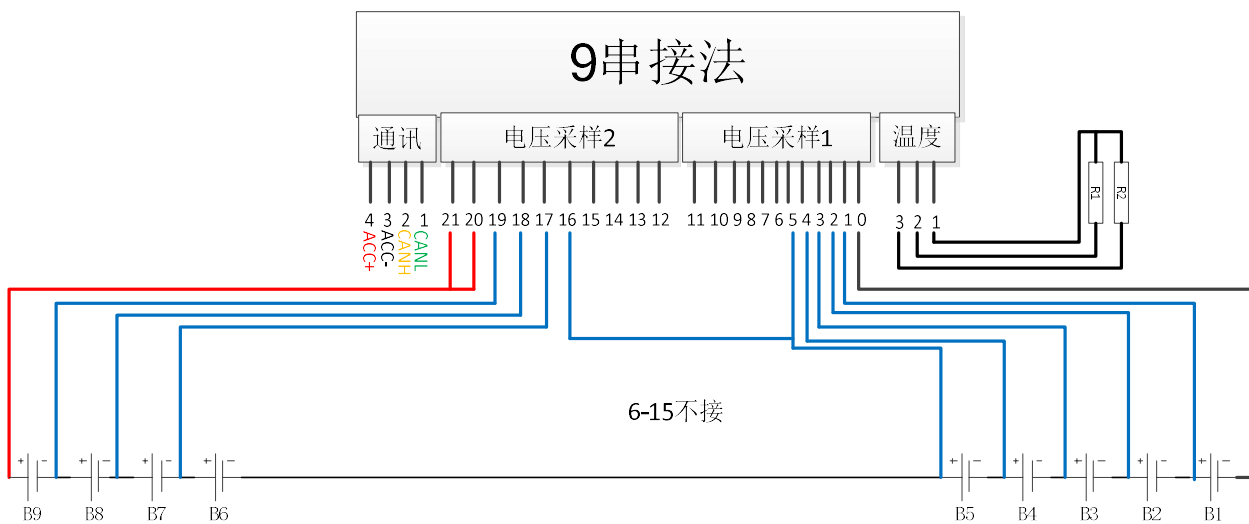 9串接法
通讯 电压采样2 电压采样1 温度
4 3 2 1 21 20 19 18 17 16 15 14 13 12 11 10 9 8 7 6 5 4 3 2 1 0 3 2 1
ACC+ ACC- CANH CANL
R1 R2
6-15不接
+ - + - + - + - + - + - + - + - + -
B9 B8 B7 B6 B5 B4 B3 B2 B1